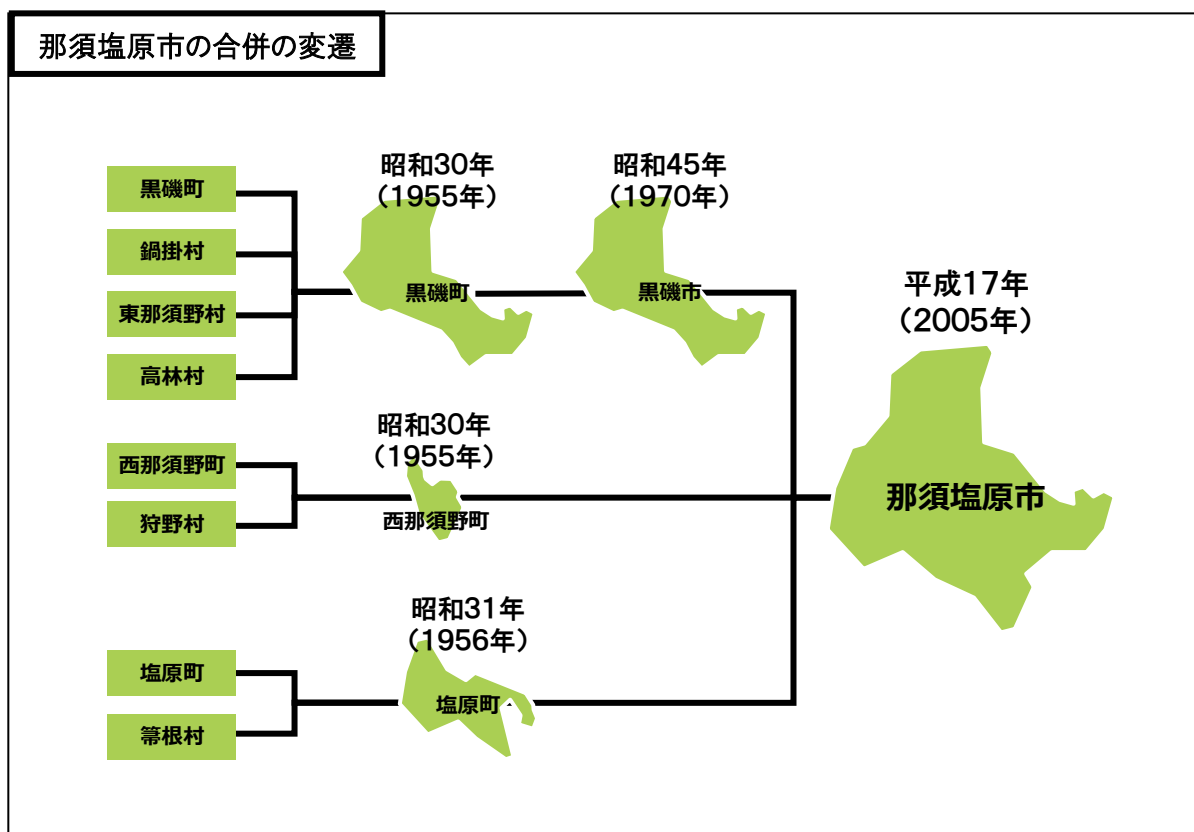 那須塩原市の合併の変遷
黒磯町
鍋掛村
東那須野村
高林村
昭和30年
（1955年）
黒磯町
昭和45年
（1970年）
黒磯市
西那須野町
狩野村
昭和30年
（1955年）
西那須野町
塩原町
箒根村
昭和31年
（1956年）
塩原町
平成17年
（2005年）
那須塩原市